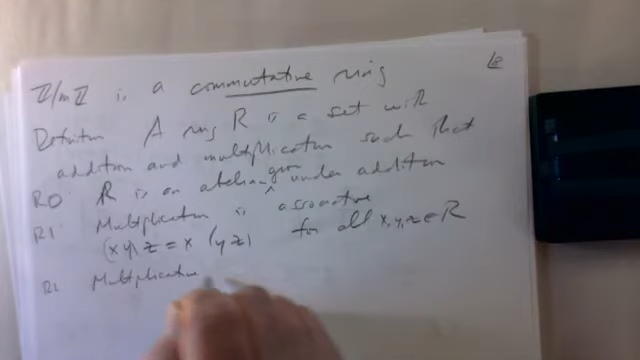 ℤ/mℤ is a commutative ring
Definition A ring R is a set with
addition and multiplication such that
R0 R is an abelian group under addition
R1 Multiplication is associative
(xy)z = x(yz) for all x,y,z ∈ R
R2 Multiplicative